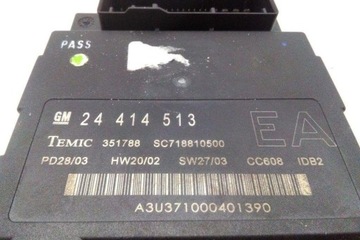 PASS
GM 24 414 513
EA
TEMIC 351788 SC718810500
PD28/03 HW20/02 SW27/03 CC608 IDB2
A3U371000401390